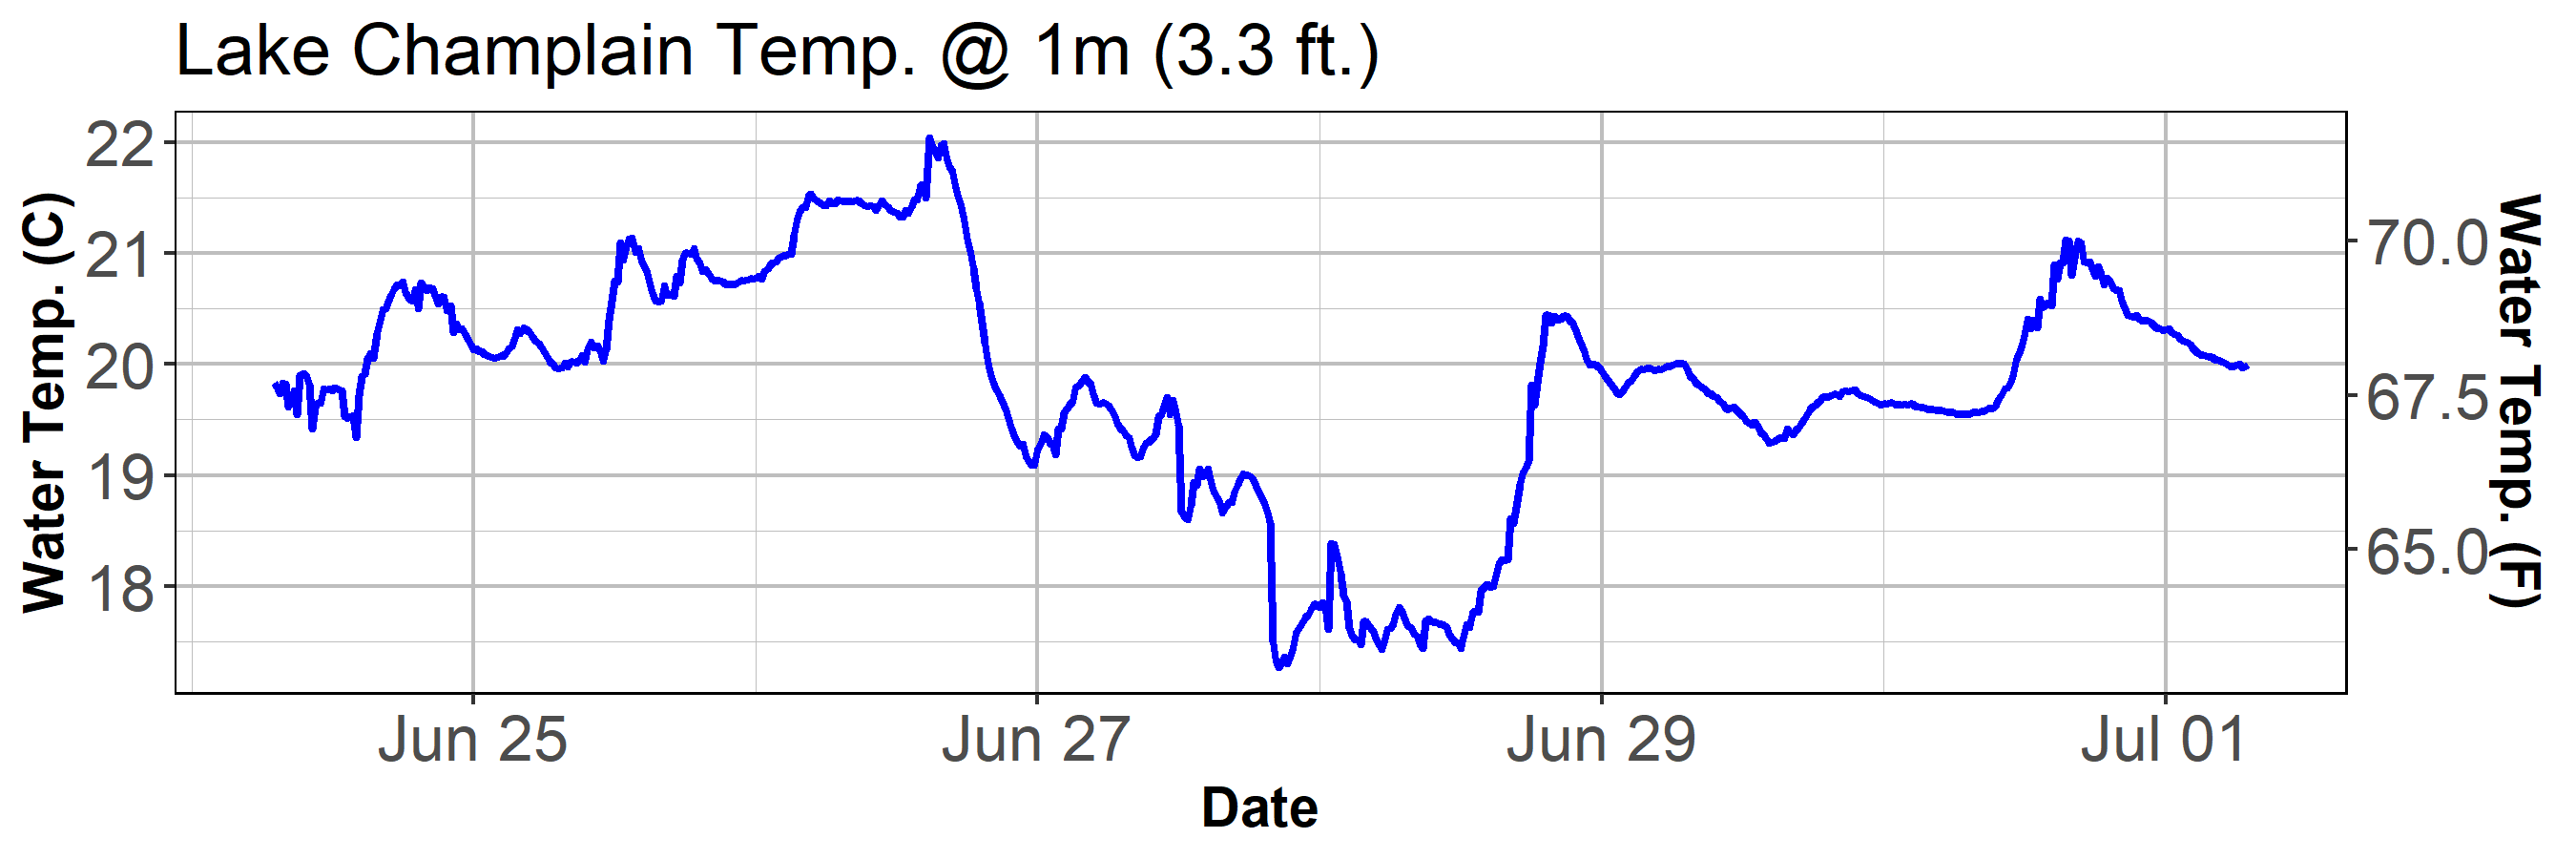 Lake Champlain Temp. @ 1m (3.3 ft.)
Water Temp. (C)
22
21
20
19
18
70.0
67.5
65.0
Water Temp. (F)
Jun 25
Jun 27
Jun 29
Jul 01
Date